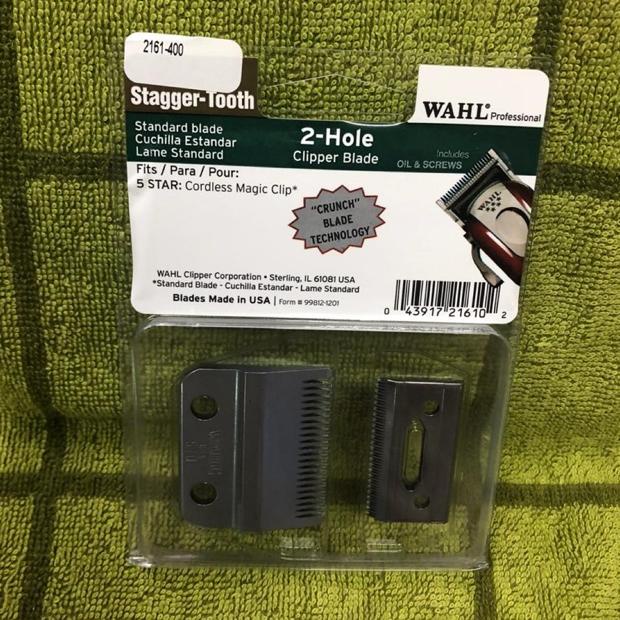 2161-400
Stagger-Tooth
WAHL® Professional
Standard blade
Cuchilla Estandar
Lame Standard
2-Hole
Clipper Blade
Includes
OIL & SCREWS
Fits / Para / Pour:
5 STAR: Cordless Magic Clip*
"CRUNCH"
BLADE
TECHNOLOGY
WAHL
WAHL Clipper Corporation • Sterling, IL 61081 USA
*Standard Blade - Cuchilla Estandar - Lame Standard
Blades Made in USA | Form # 99812-1201
0 43917 21610 2